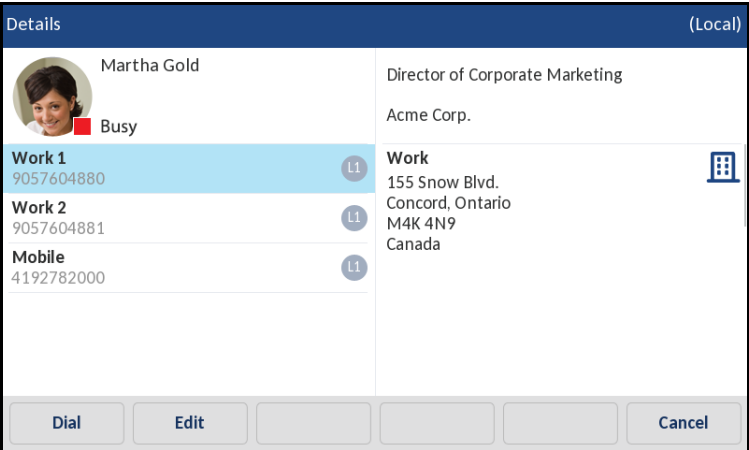 Details
(Local)
Martha Gold
Busy
Work 1
9057604880
L1
Work 2
9057604881
L1
Mobile
4192782000
L1
Director of Corporate Marketing
Acme Corp.
Work
155 Snow Blvd.
Concord, Ontario
M4K 4N9
Canada
Dial
Edit
Cancel